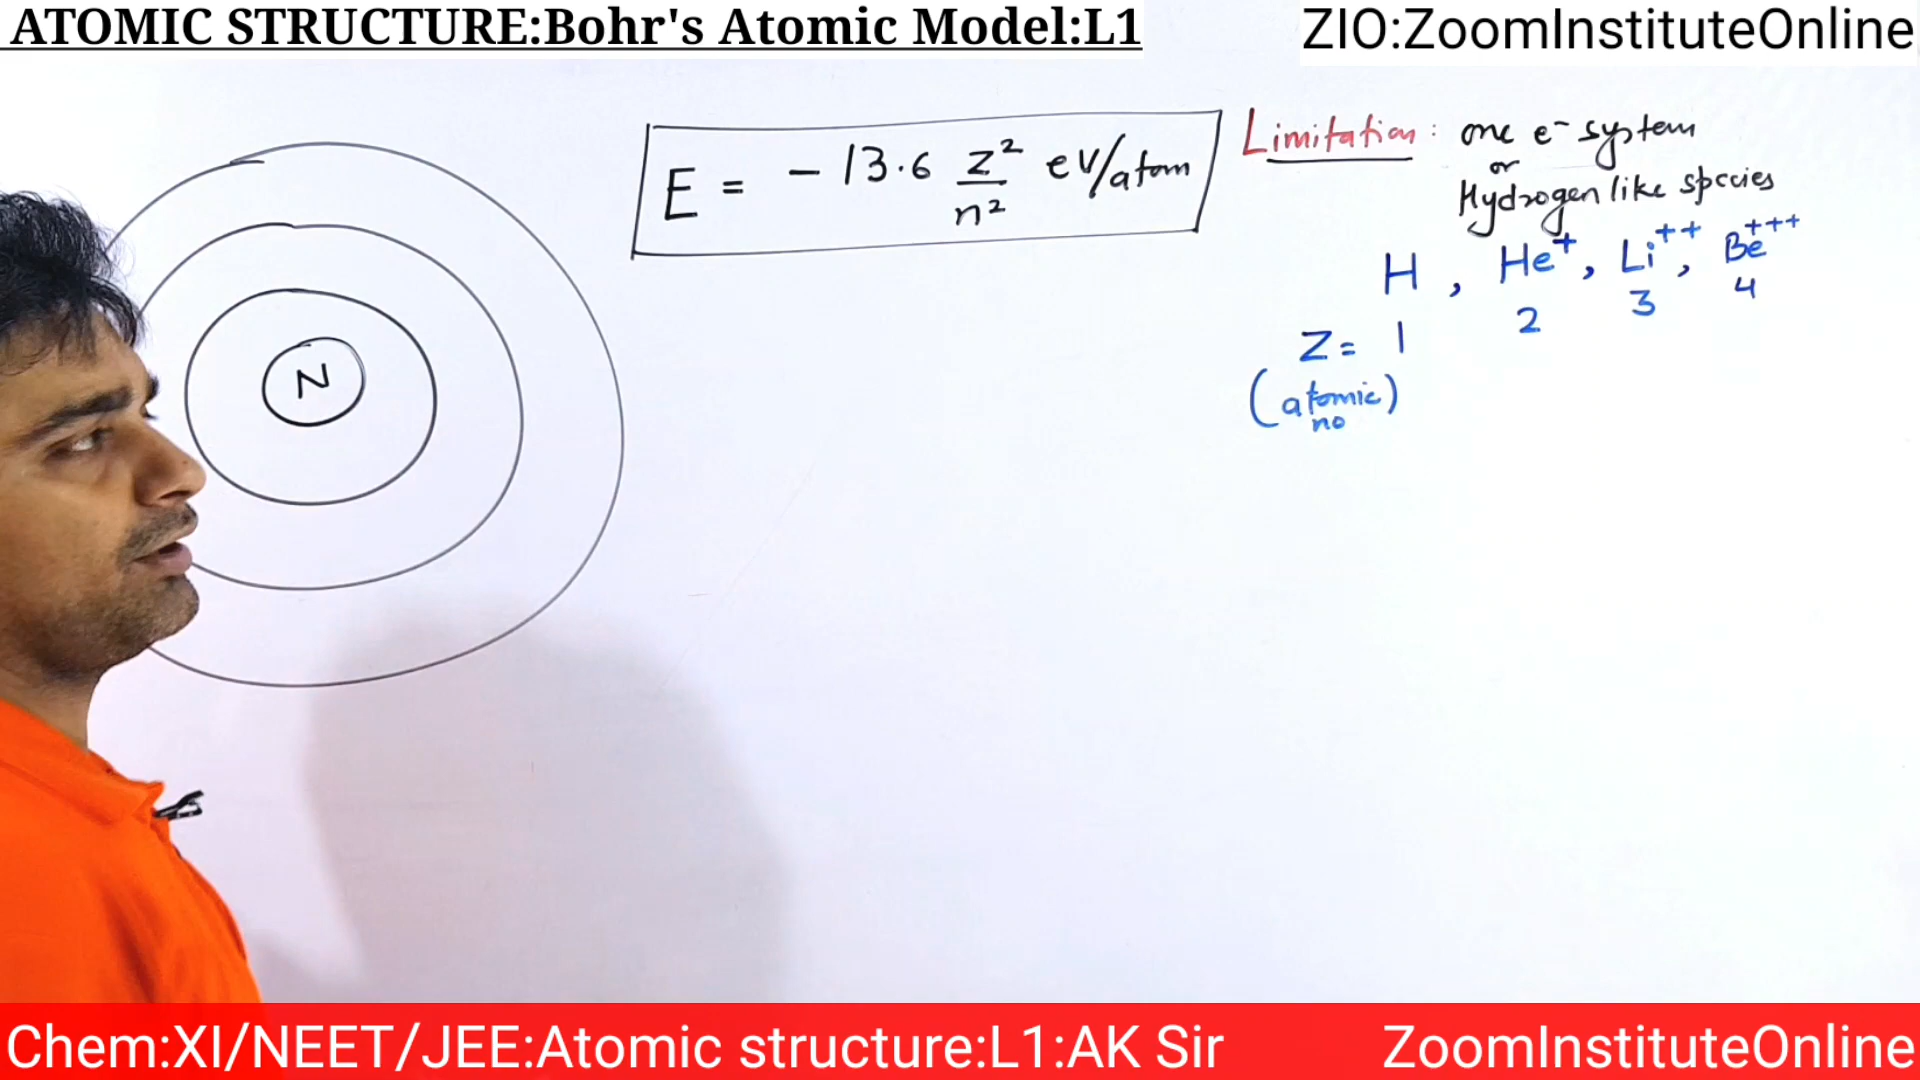 ATOMIC STRUCTURE:Bohr's Atomic Model:L1
ZIO:ZoomInstituteOnline
E = - 13.6 z²/n² eV/atom
Limitation: one e⁻ system
or
Hydrogen like species
H, He⁺, Li⁺⁺, Be⁺⁺⁺
Z= 1 2 3 4
(atomic no)
N
Chem:XI/NEET/JEE:Atomic structure:L1:AK Sir
ZoomInstituteOnline